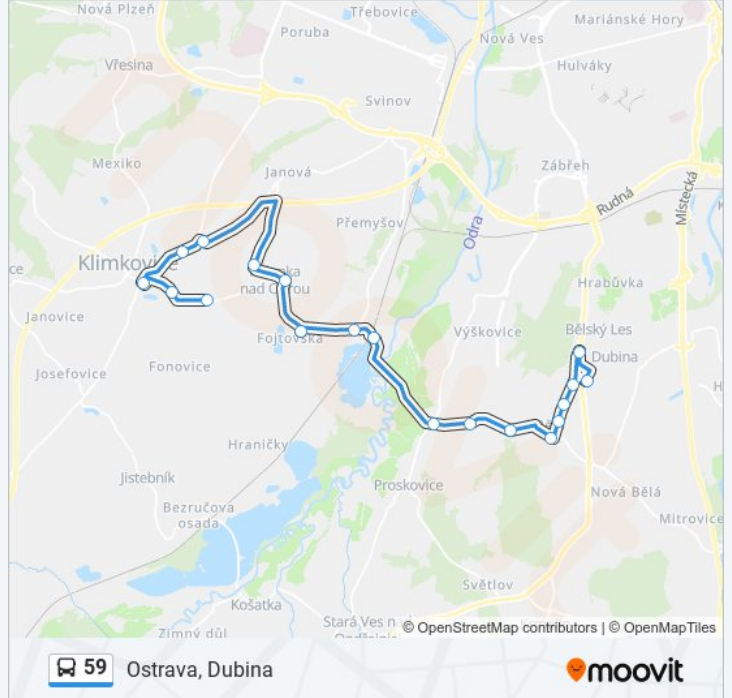 Nová Plzeň
Třebovice
Mariánské Hory
Poruba
Nová Ves
Vřesina
Hulváky
Svinov
Mexiko
Janová
Zábřeh
Rudná
Místecká
Přemyšov
Odra
Klimkovice
nad Odrou
Hrabůvka
Janovice
Výškovice
Bělský Les
Fojtovská
Dubina
Josefovice
Fonovice
Hraničky
Jistebník
Proskovice
Nová Bělá
Bezručova
osada
Mitrovice
Světlov
Košatka
Stará Ves n
Zimný důl
© OpenStreetMap contributors | © OpenMapTiles
59 Ostrava, Dubina
moovit